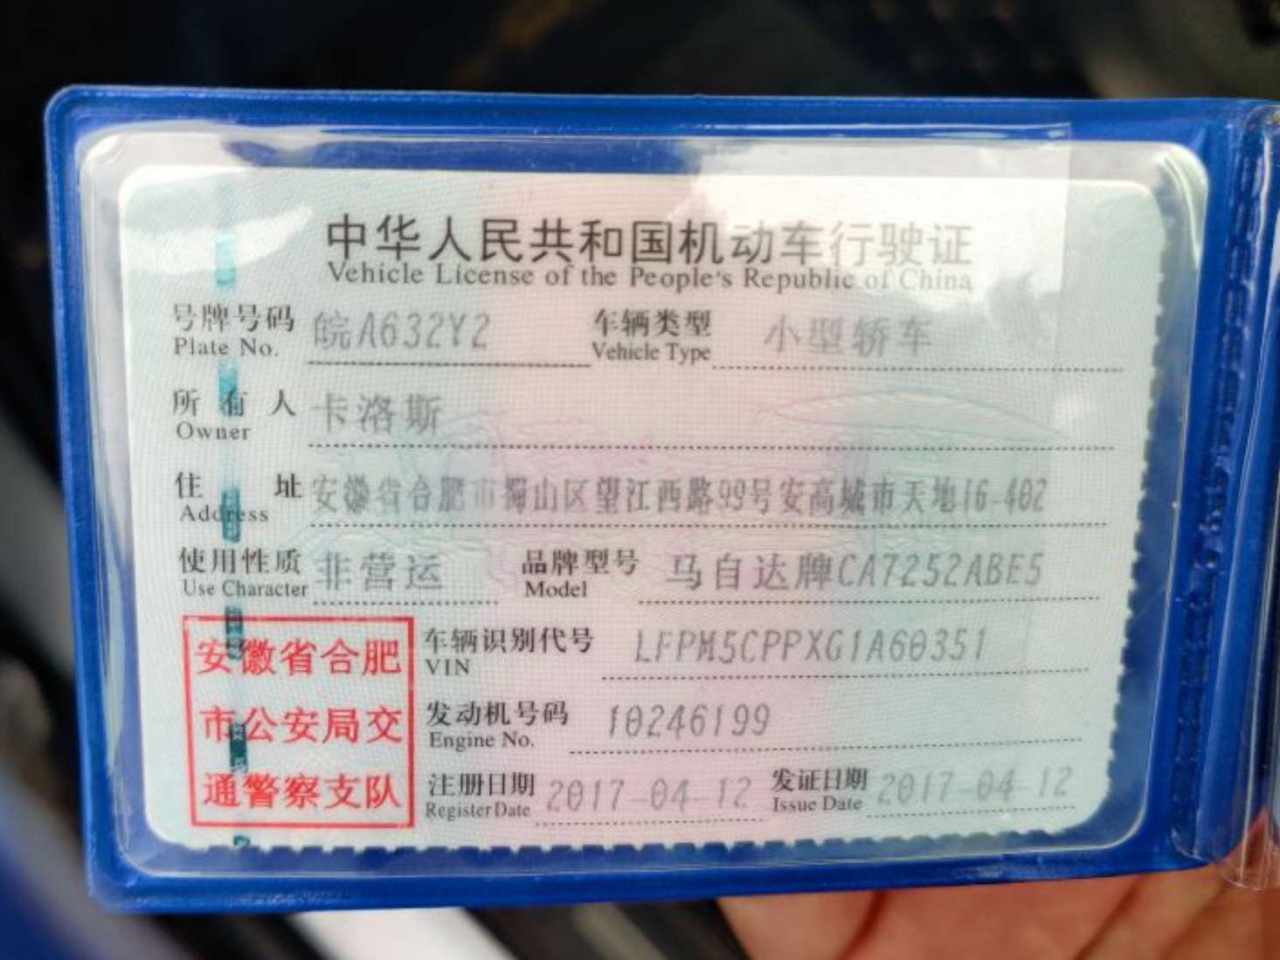 中华人民共和国机动车行驶证
Vehicle License of the People's Republic of China
号牌号码 皖A632Y2 车辆类型 小型轿车
Plate No. Vehicle Type
所有人 卡洛斯
Owner
住址 安徽省合肥市蜀山区望江西路99号安高城市天地16-402
Address
使用性质 非营运 品牌型号 马自达牌CA7252ABE5
Use Character Model
安徽省合肥
市公安局交
通警察支队
车辆识别代号 LFPM5CPPXG1A60351
VIN
发动机号码 10246199
Engine No.
注册日期 2017-04-12 发证日期 2017-04-12
Register Date Issue Date